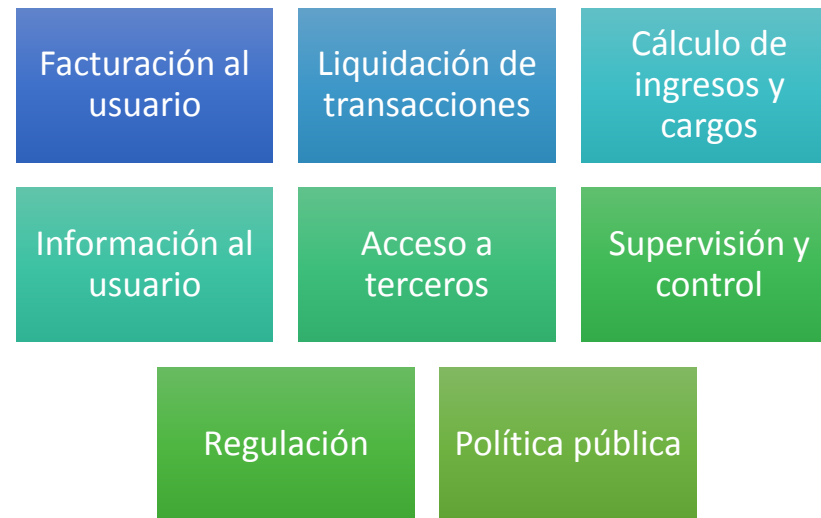 Facturación al
usuario
Liquidación de
transacciones
Cálculo de
ingresos y
cargos
Información al
usuario
Acceso a
terceros
Supervisión y
control
Regulación
Política pública